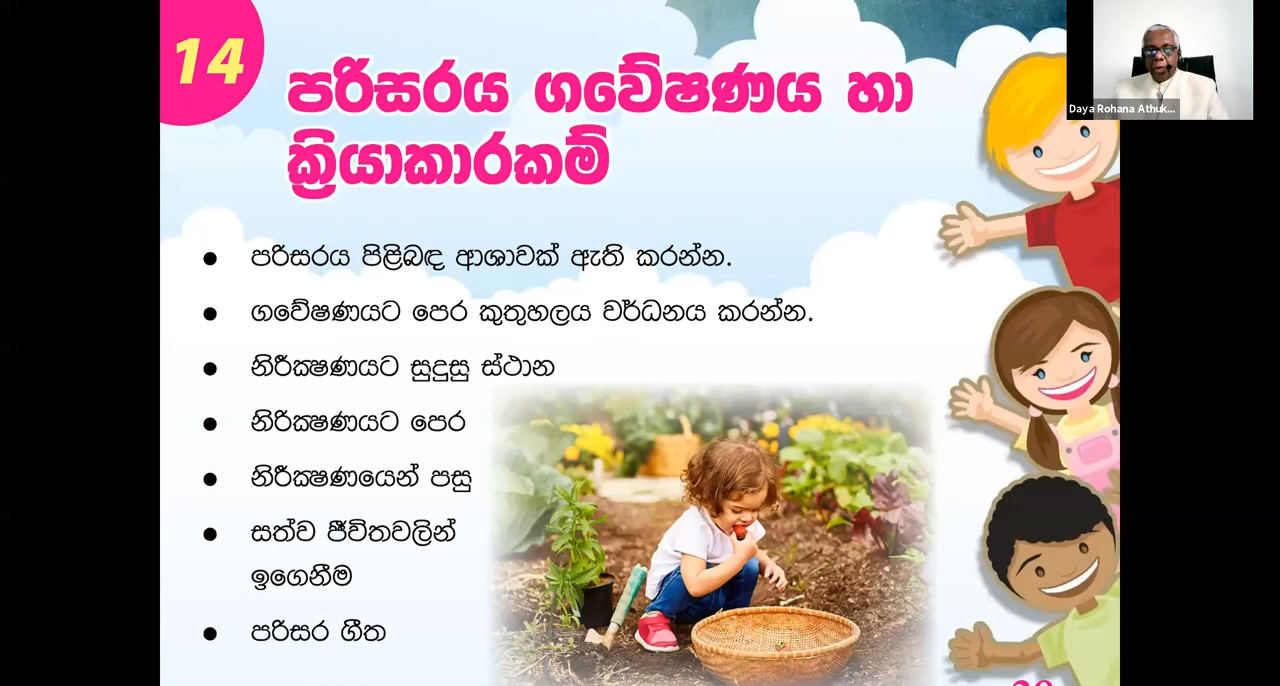 14
පරිසරය ගවේෂණය හා
ක්‍රියාකාරකම්
Daya Rohana Athuk...
● පරිසරය පිළිබඳ ආශාවක් ඇති කරන්න.
● ගවේෂණයට පෙර කුතුහලය වර්ධනය කරන්න.
● නිරීක්‍ෂණයට සුදුසු ස්ථාන
● නිරික්‍ෂණයට පෙර
● නිරීක්‍ෂණයෙන් පසු
● සත්ව ජීවිතවලින්
ඉගෙනීම
● පරිසර ගීත